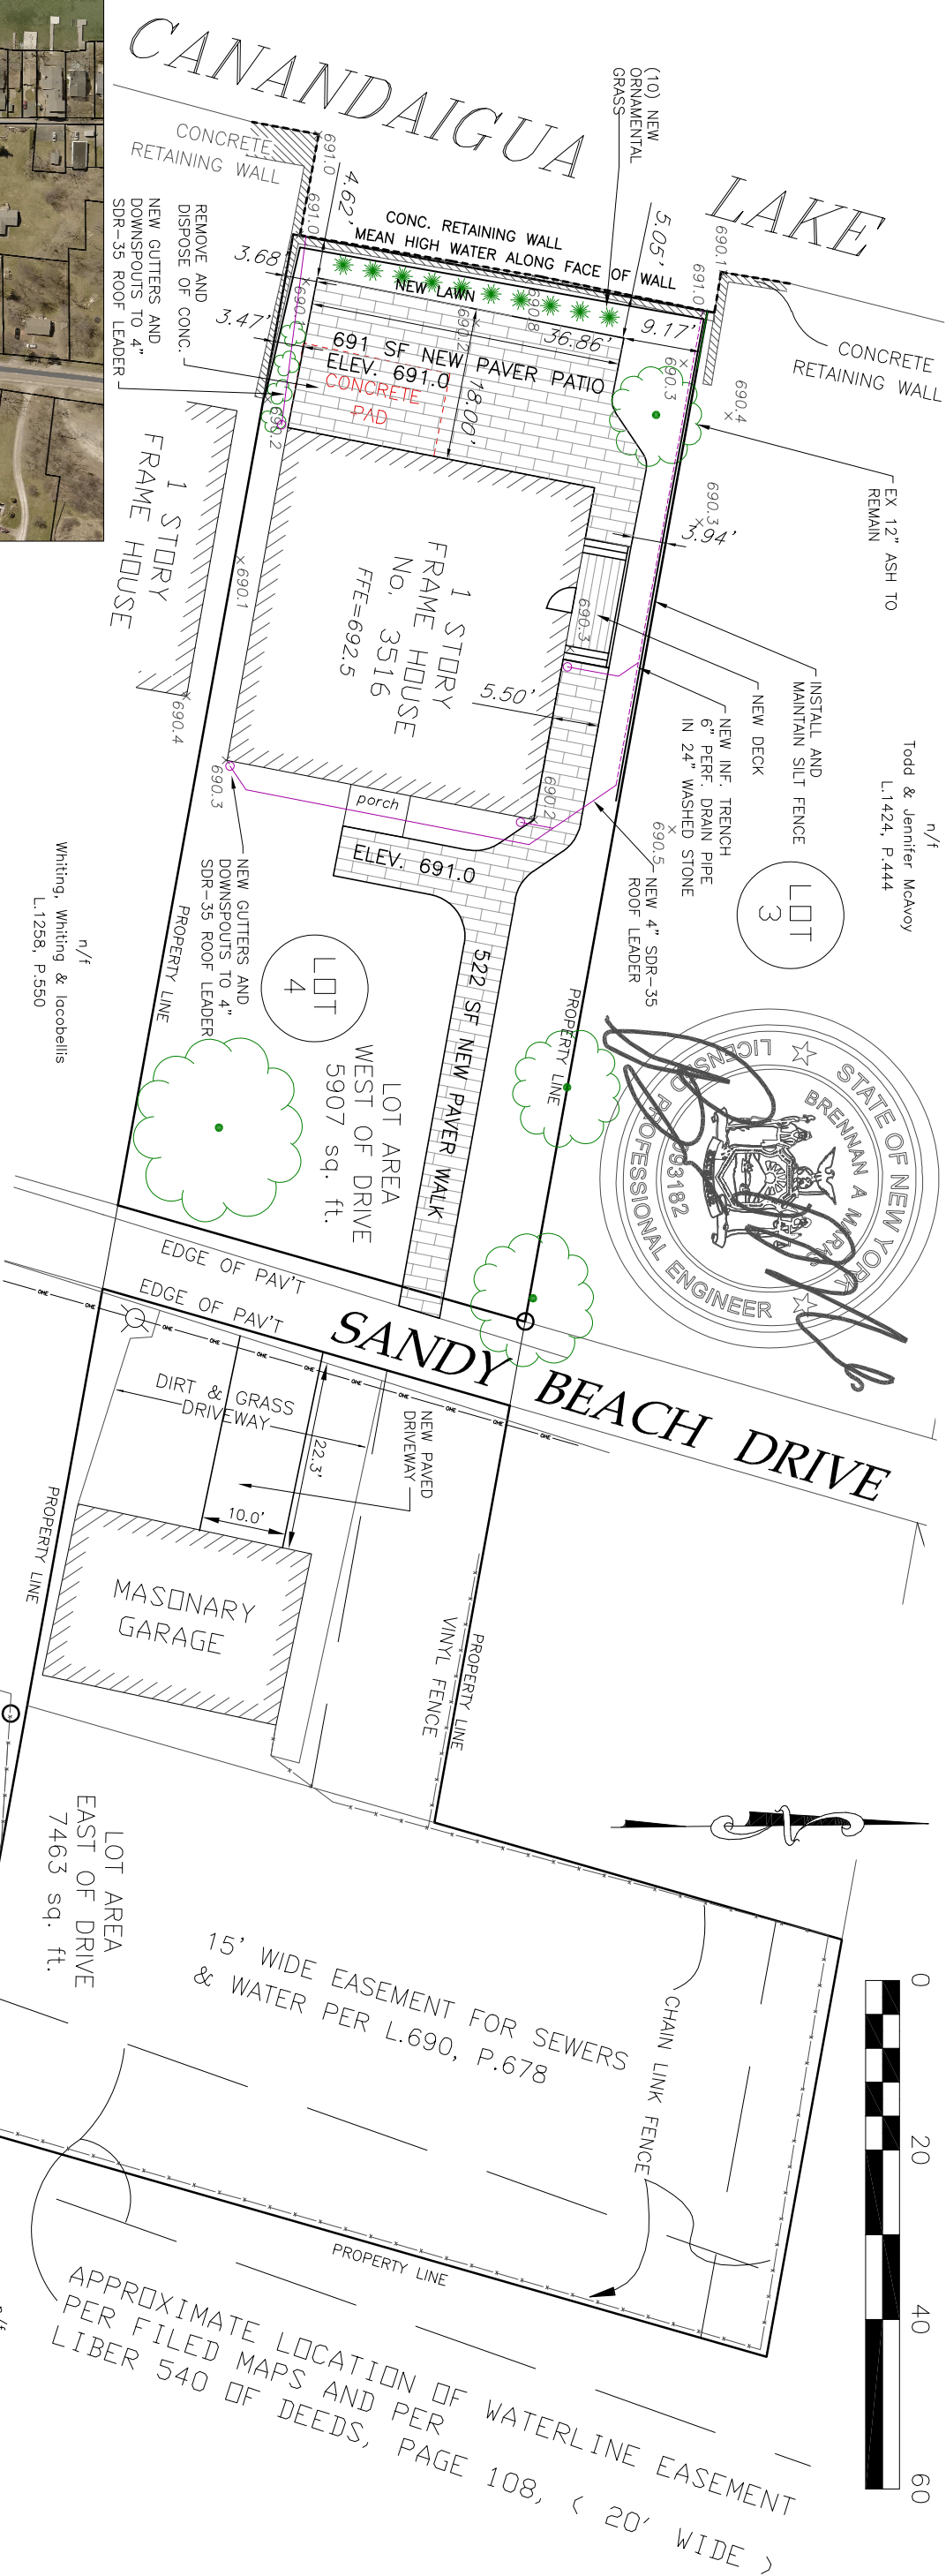 CANANDAIGUA
LAKE
(10) NEW
ORNAMENTAL
GRASS
CONCRETE
RETAINING WALL
691.0
4.62'
691.0
CONC. RETAINING WALL
MEAN HIGH WATER ALONG FACE OF WALL
5.05'
690.1
691.0
9.17'
CONCRETE
RETAINING WALL
REMOVE AND
DISPOSE OF CONC.
NEW GUTTERS AND
DOWNSPOUTS TO 4"
SDR-35 ROOF LEADER
3.68
3.47'
NEW LAWN
690.8
690.2
36.86'
690.3
690.4
691 SF NEW PAVER PATIO
ELEV. 691.0
CONCRETE
PAD
18.00'
EX 12" ASH TO
REMAIN
690.3
3.94'
1 STORY
FRAME HOUSE
690.1
690.4
1 STORY
FRAME HOUSE
No. 3516
FFE=692.5
690.3
5.50'
INSTALL AND
MAINTAIN SILT FENCE
NEW DECK
NEW INF. TRENCH
6" PERF. DRAIN PIPE
IN 24" WASHED STONE
n/f
Todd & Jennifer McAvoy
L.1424, P.444
690.3
porch
690.2
690.5
NEW 4" SDR-35
ROOF LEADER
LOT
3
ELEV. 691.0
NEW GUTTERS AND
DOWNSPOUTS TO 4"
SDR-35 ROOF LEADER
PROPERTY LINE
n/f
Whiting, Whiting & Iacobellis
L.1258, P.550
LOT
4
522 SF NEW PAVER WALK
PROPERTY LINE
LOT AREA
WEST OF DRIVE
5907 sq. ft.
STATE OF NEW YORK
BRENNAN A MAR
093182
LICENSED PROFESSIONAL ENGINEER
EDGE OF PAV'T
EDGE OF PAV'T
SANDY BEACH DRIVE
DIRT & GRASS
DRIVEWAY
22.3'
NEW PAVED
DRIVEWAY
10.0'
PROPERTY LINE
MASONARY
GARAGE
VINYL FENCE
PROPERTY LINE
LOT AREA
EAST OF DRIVE
7463 sq. ft.
15' WIDE EASEMENT FOR SEWERS
& WATER PER L.690, P.678
CHAIN LINK FENCE
0 20 40 60
PROPERTY LINE
APPROXIMATE LOCATION OF WATERLINE EASEMENT
PER FILED MAPS AND PER
LIBER 540 OF DEEDS, PAGE 108, ( 20' WIDE )
n/f